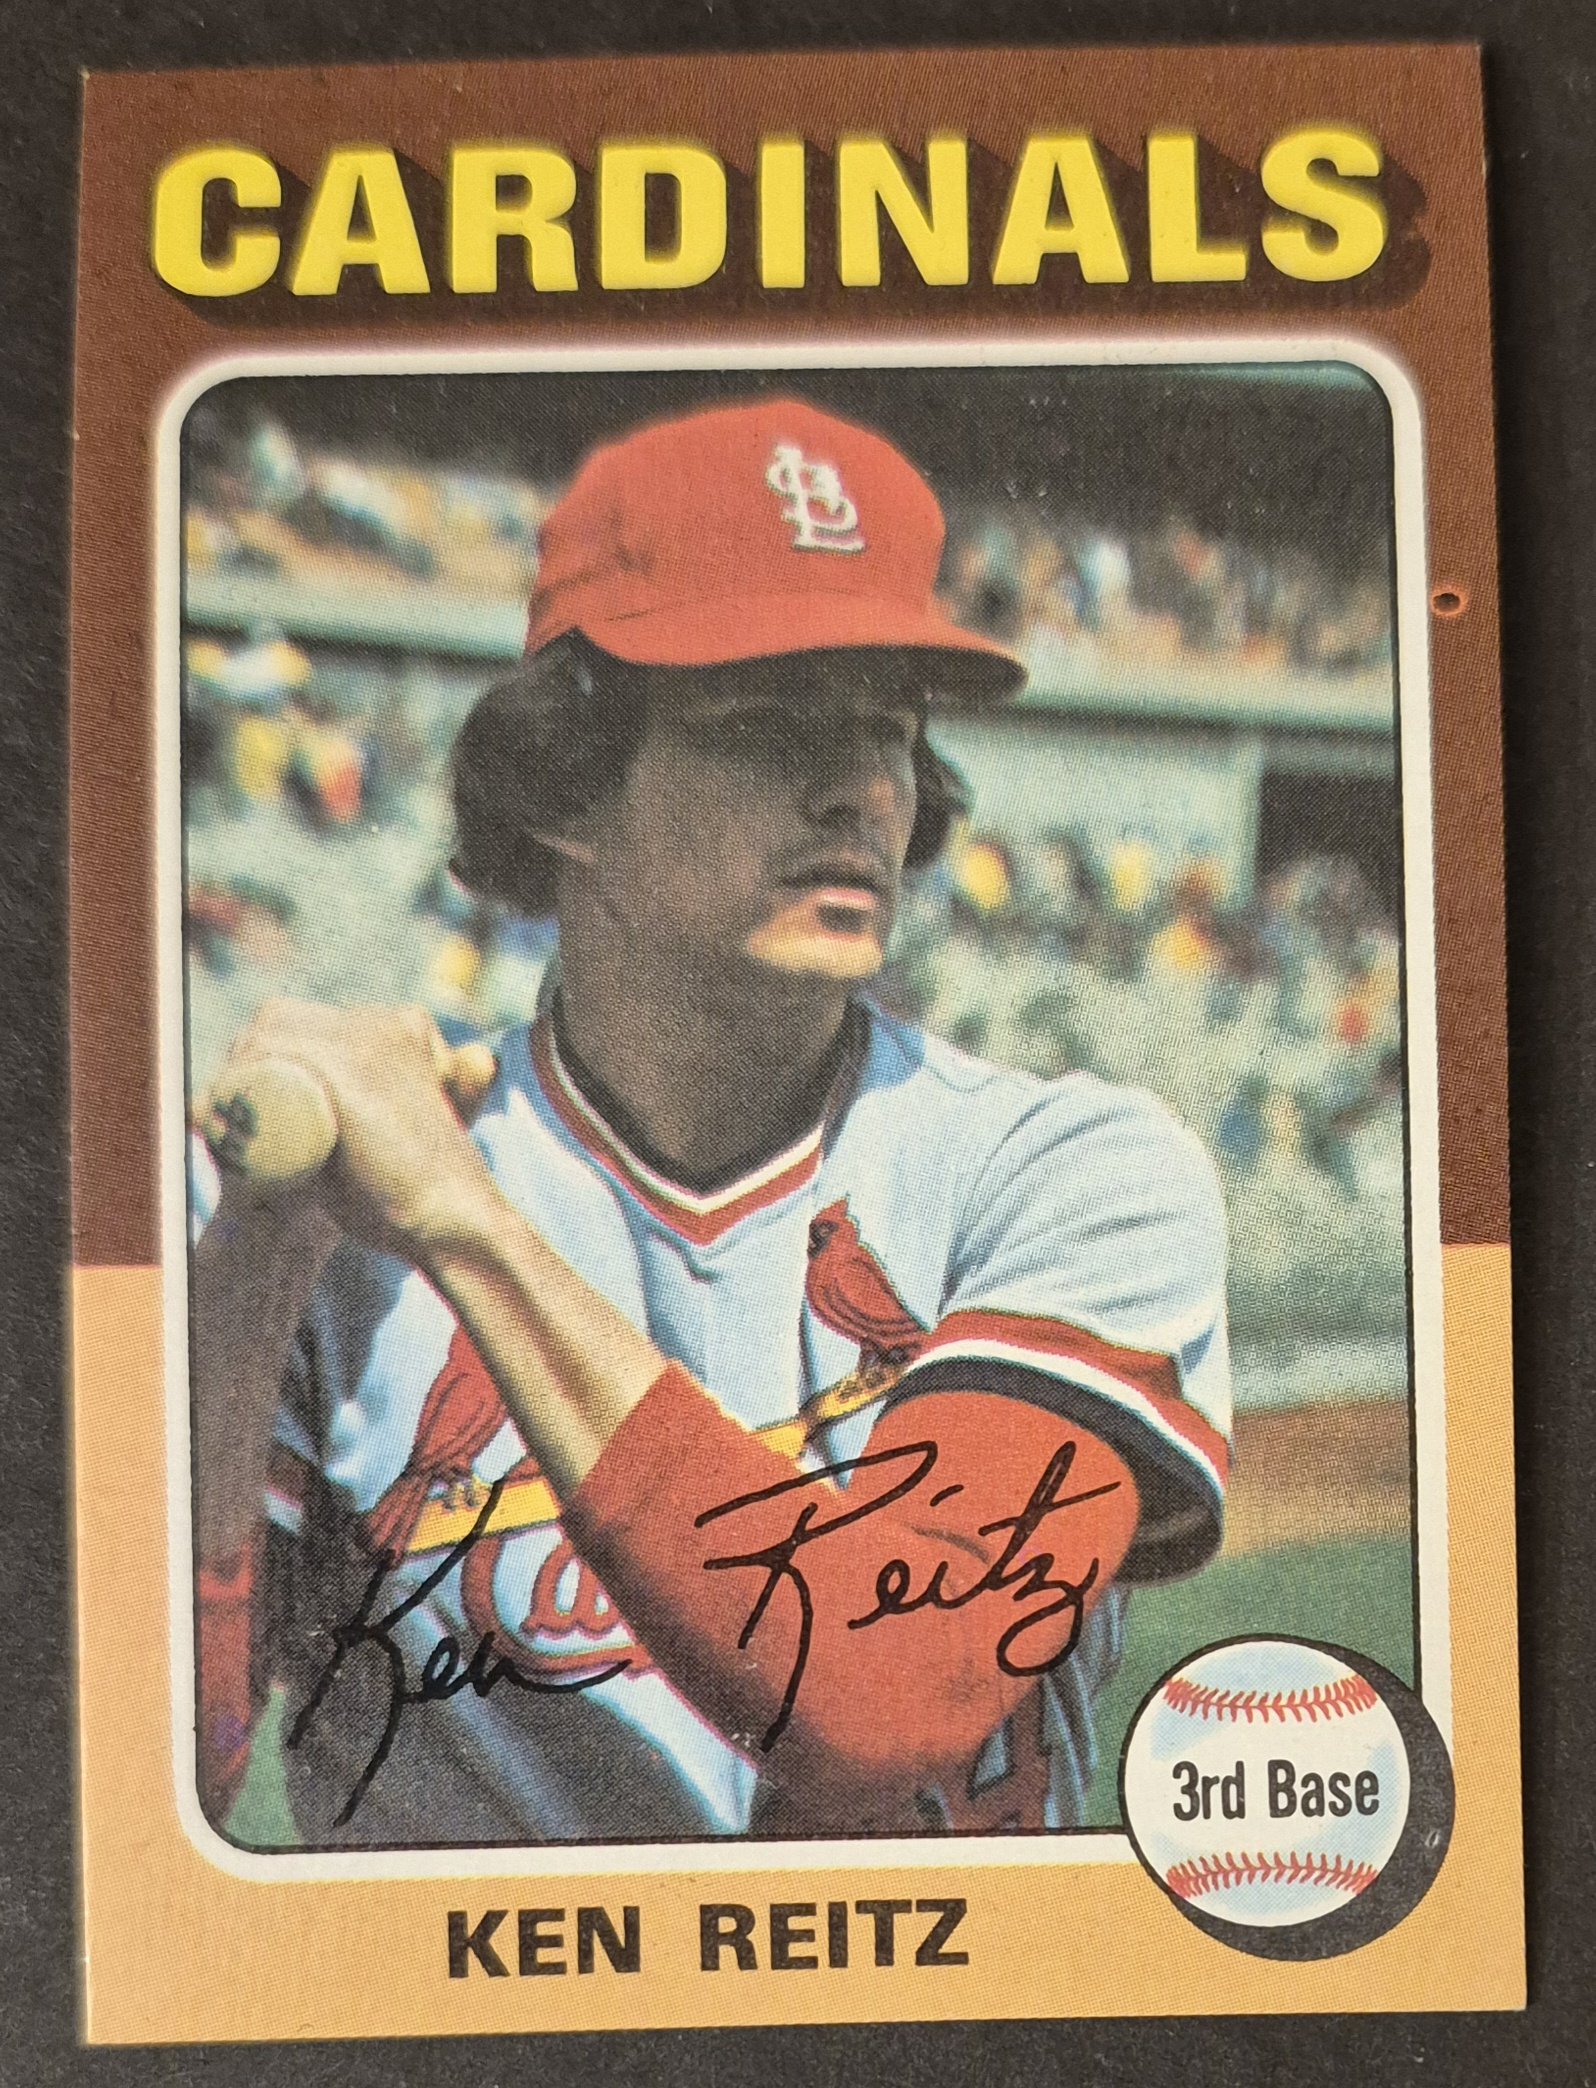 CARDINALS
StL
Ken Reitz
3rd Base
KEN REITZ